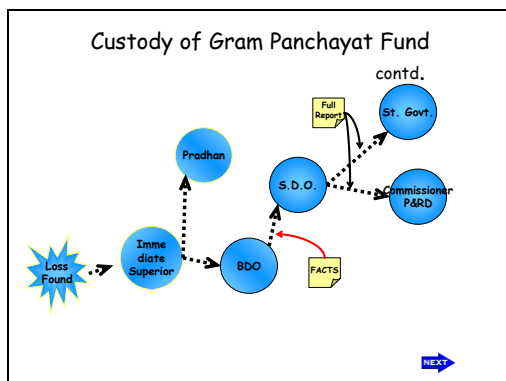 Custody of Gram Panchayat Fund
contd.
Full
Report
St. Govt.
Pradhan
S.D.O.
Commissioner
P&RD
Imme
diate
Superior
Loss
Found
BDO
FACTS
NEXT